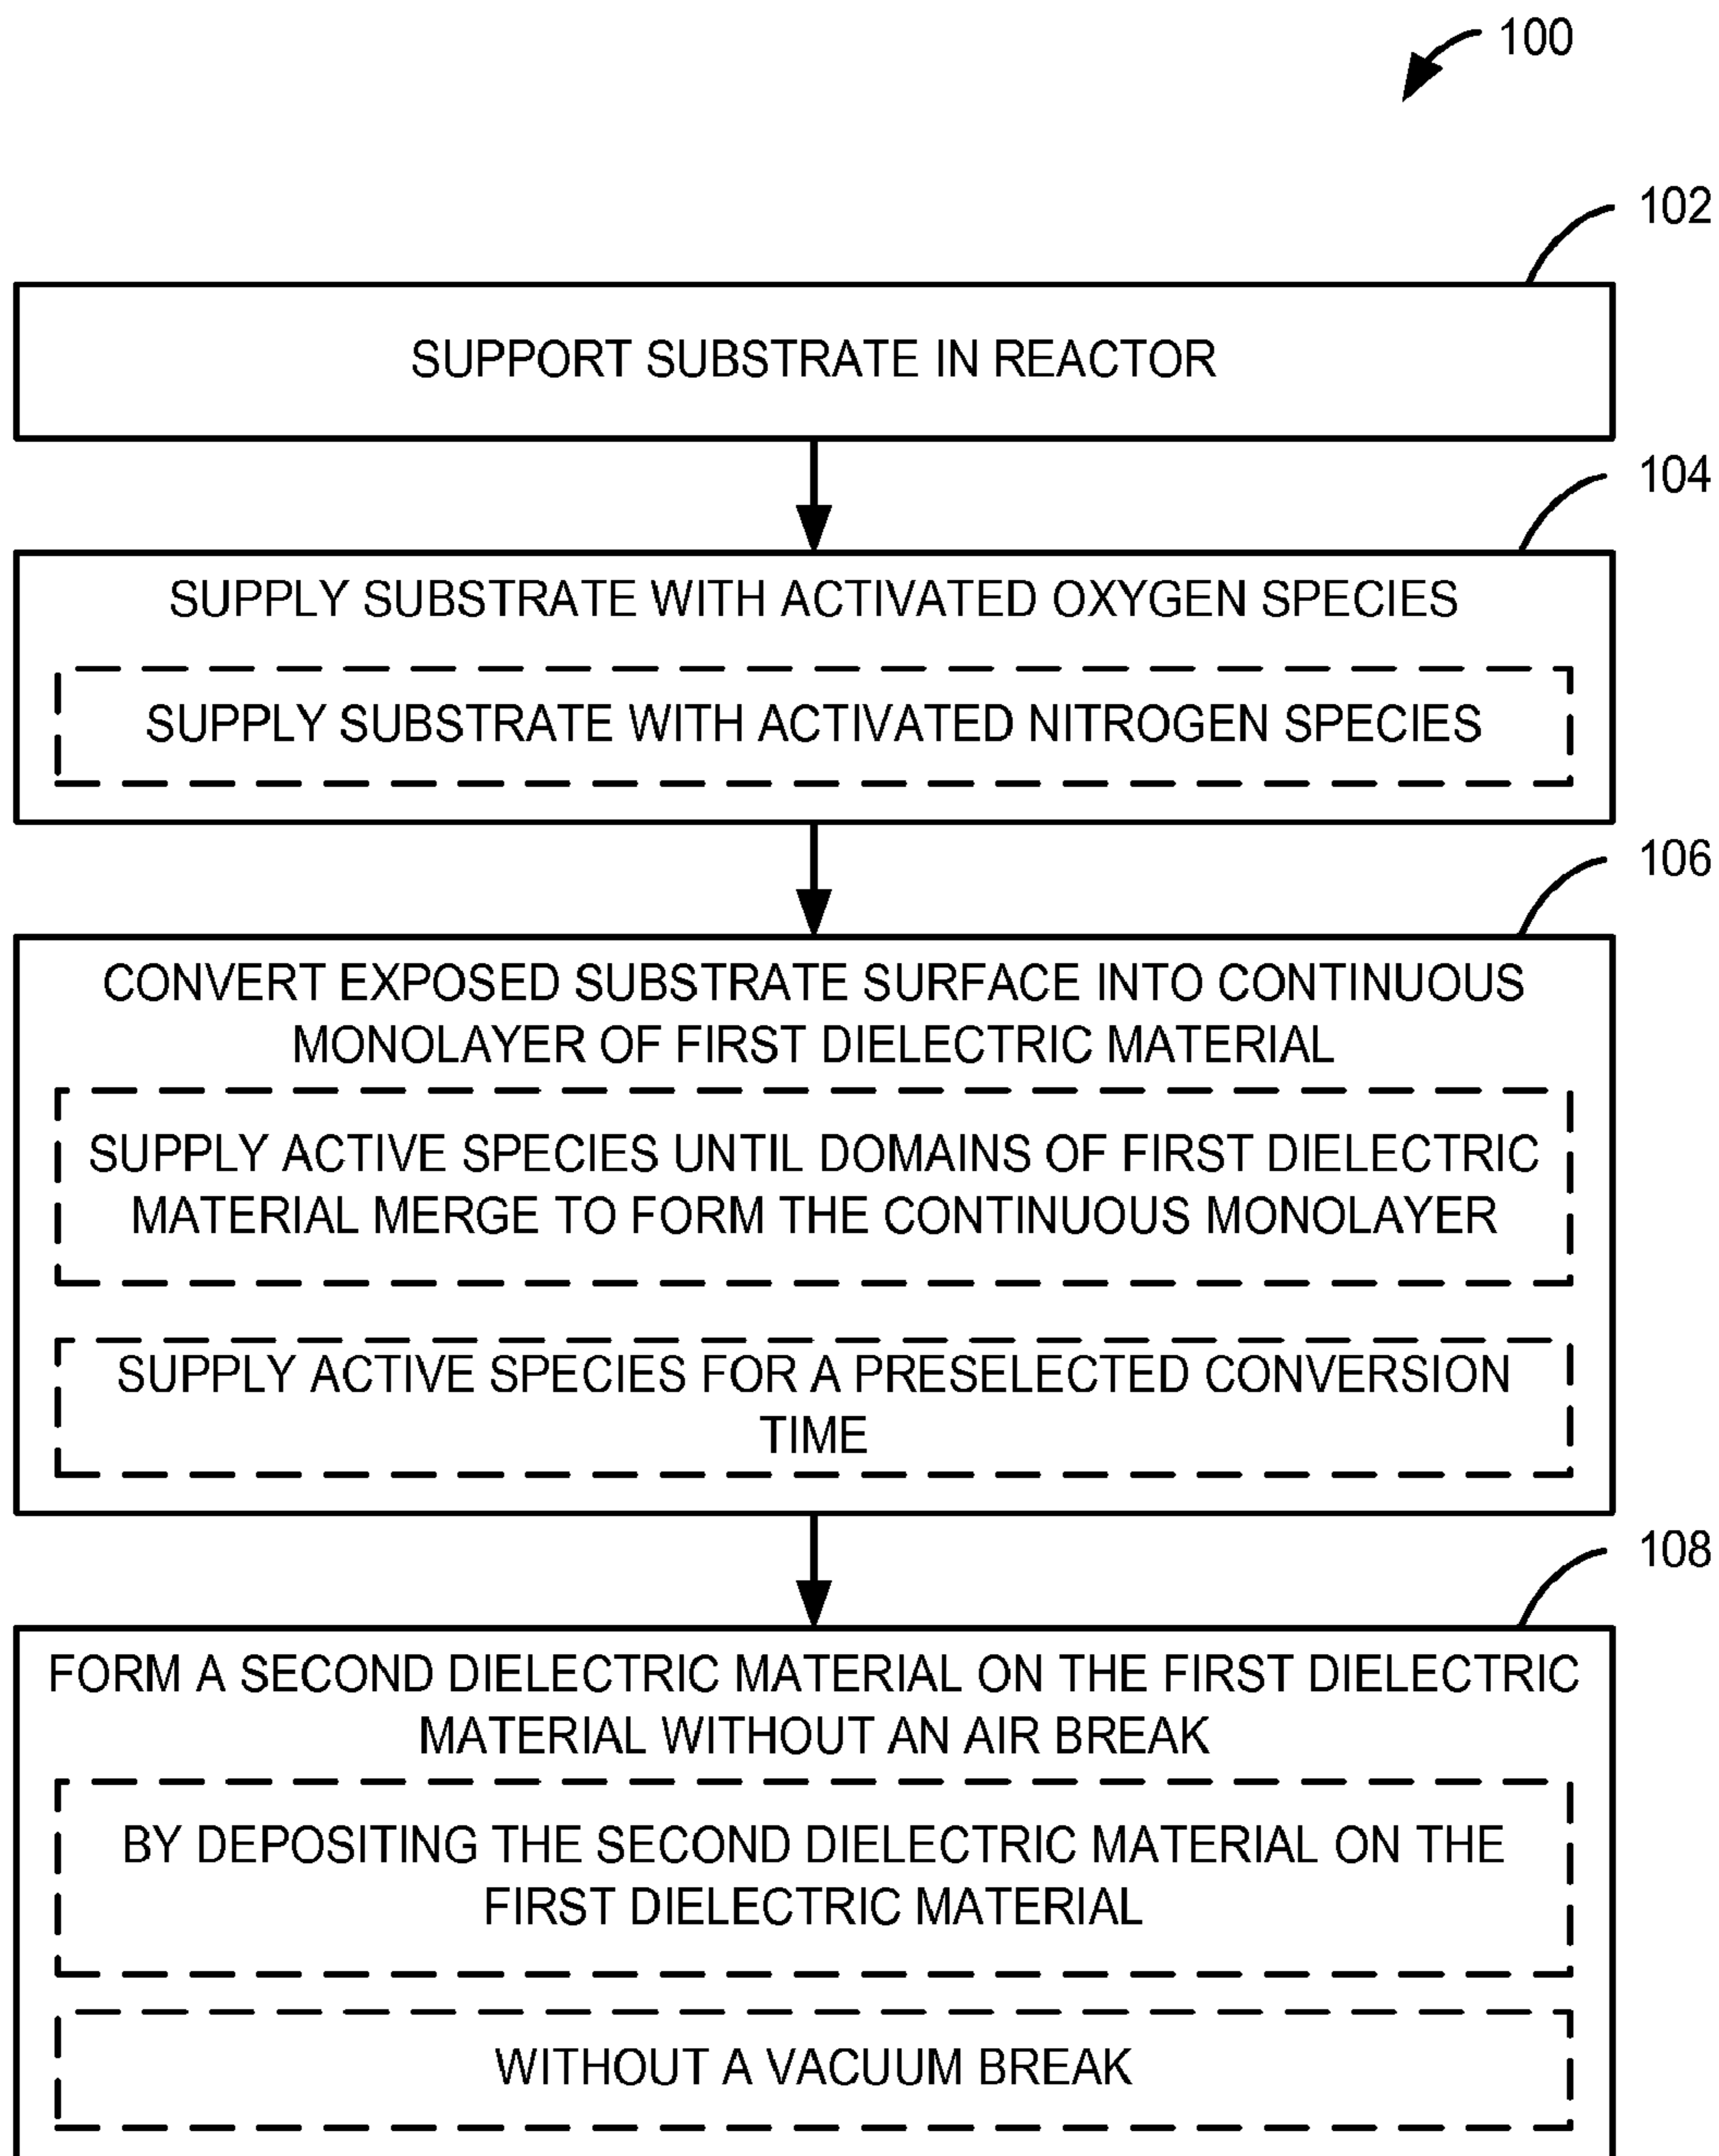 100
102
SUPPORT SUBSTRATE IN REACTOR
104
SUPPLY SUBSTRATE WITH ACTIVATED OXYGEN SPECIES
SUPPLY SUBSTRATE WITH ACTIVATED NITROGEN SPECIES
106
CONVERT EXPOSED SUBSTRATE SURFACE INTO CONTINUOUS
MONOLAYER OF FIRST DIELECTRIC MATERIAL
SUPPLY ACTIVE SPECIES UNTIL DOMAINS OF FIRST DIELECTRIC
MATERIAL MERGE TO FORM THE CONTINUOUS MONOLAYER
SUPPLY ACTIVE SPECIES FOR A PRESELECTED CONVERSION
TIME
108
FORM A SECOND DIELECTRIC MATERIAL ON THE FIRST DIELECTRIC
MATERIAL WITHOUT AN AIR BREAK
BY DEPOSITING THE SECOND DIELECTRIC MATERIAL ON THE
FIRST DIELECTRIC MATERIAL
WITHOUT A VACUUM BREAK